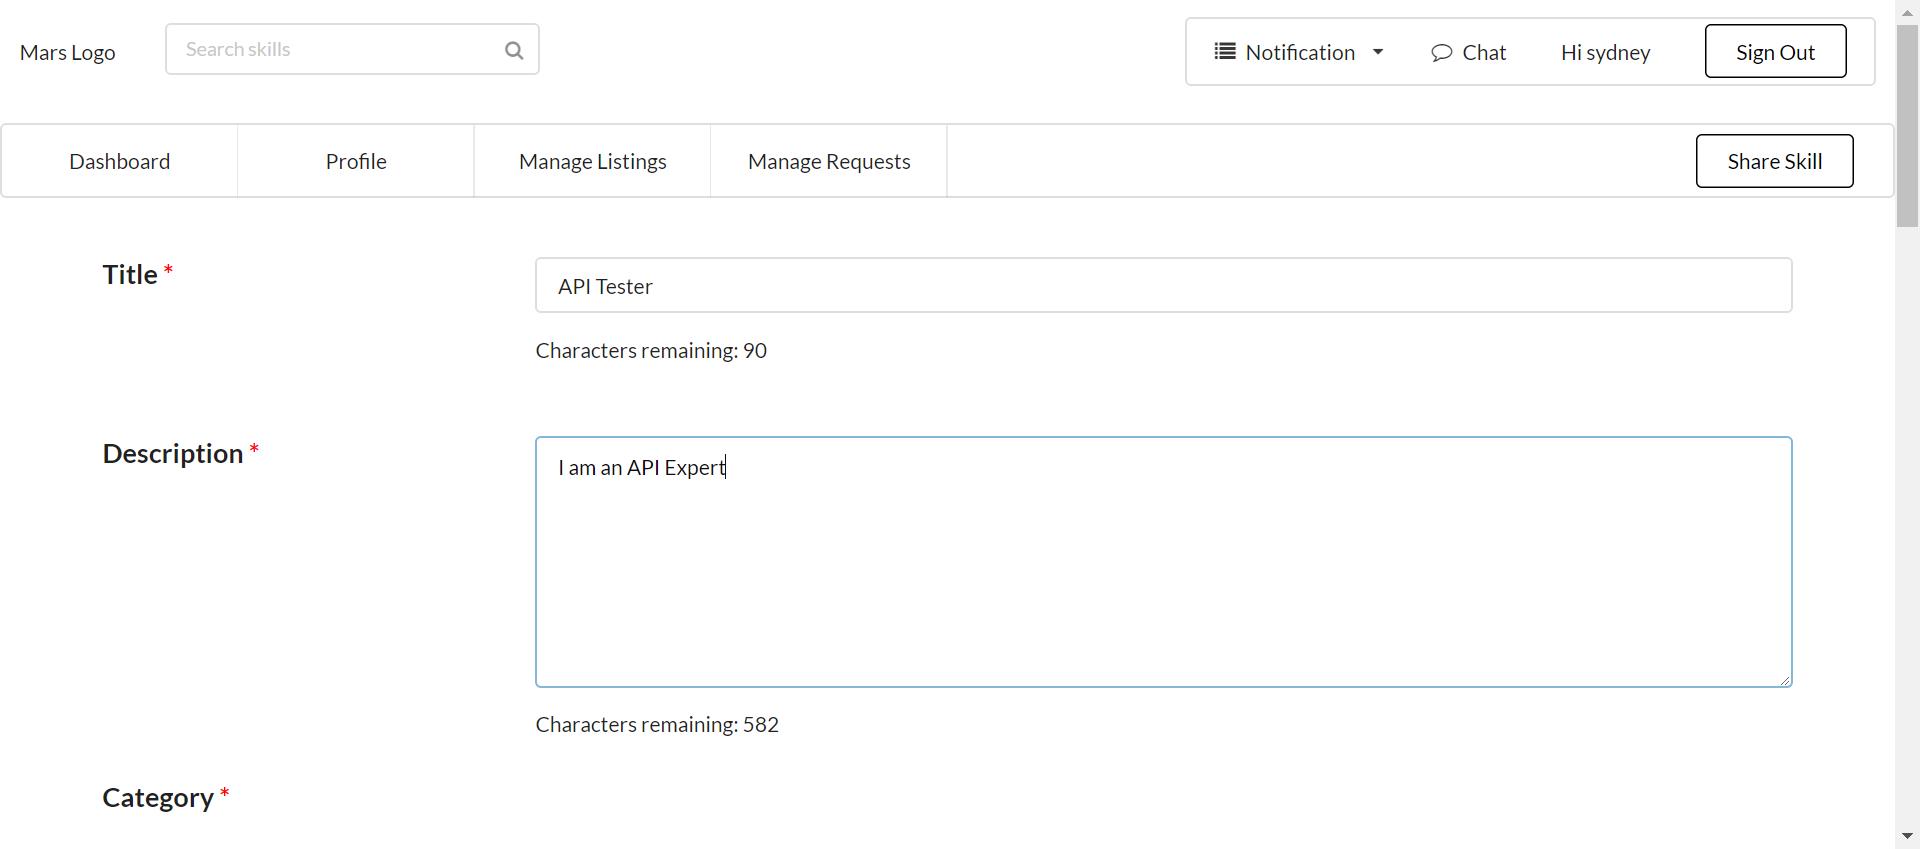 Mars Logo
Search skills
Notification
Chat
Hi sydney
Sign Out
Dashboard
Profile
Manage Listings
Manage Requests
Share Skill
Title *
API Tester
Characters remaining: 90
Description *
I am an API Expert
Characters remaining: 582
Category *